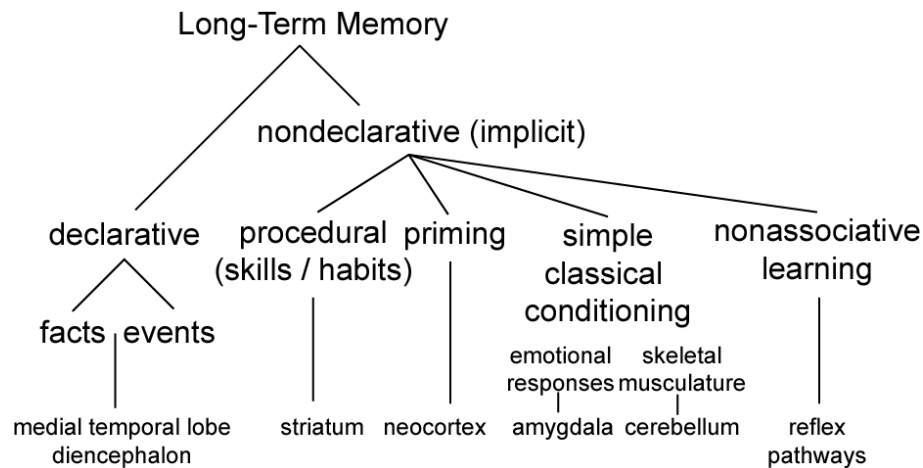 Long-Term Memory
nondeclarative (implicit)
declarative
procedural
(skills / habits)
priming
simple
classical
conditioning
nonassociative
learning
facts
events
emotional
responses
skeletal
musculature
medial temporal lobe
diencephalon
striatum
neocortex
amygdala
cerebellum
reflex
pathways